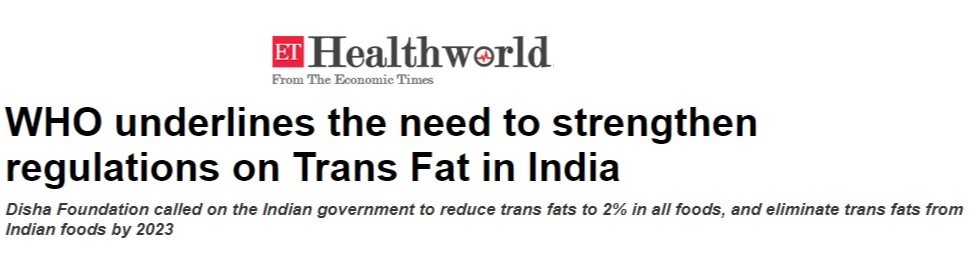 ET Healthworld
From The Economic Times
WHO underlines the need to strengthen
regulations on Trans Fat in India
Disha Foundation called on the Indian government to reduce trans fats to 2% in all foods, and eliminate trans fats from
Indian foods by 2023